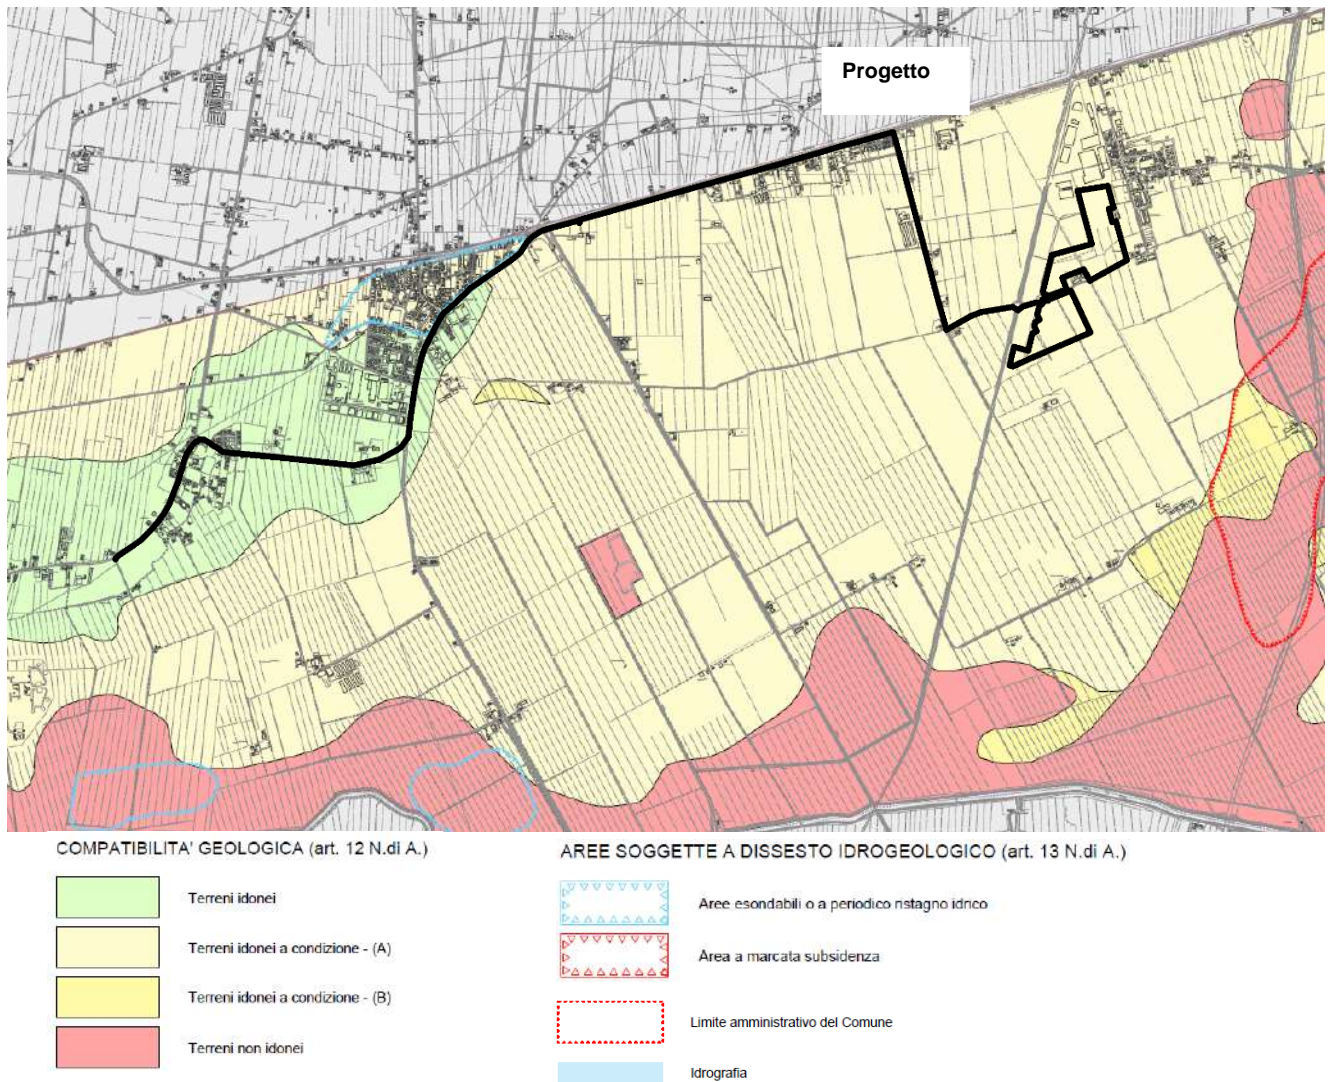 Progetto
COMPATIBILITA' GEOLOGICA (art. 12 N.di A.)
Terreni idonei
Terreni idonei a condizione - (A)
Terreni idonei a condizione - (B)
Terreni non idonei
AREE SOGGETTE A DISSESTO IDROGEOLOGICO (art. 13 N.di A.)
Aree esondabili o a periodico ristagno idrico
Area a marcata subsidenza
Limite amministrativo del Comune
Idrografia